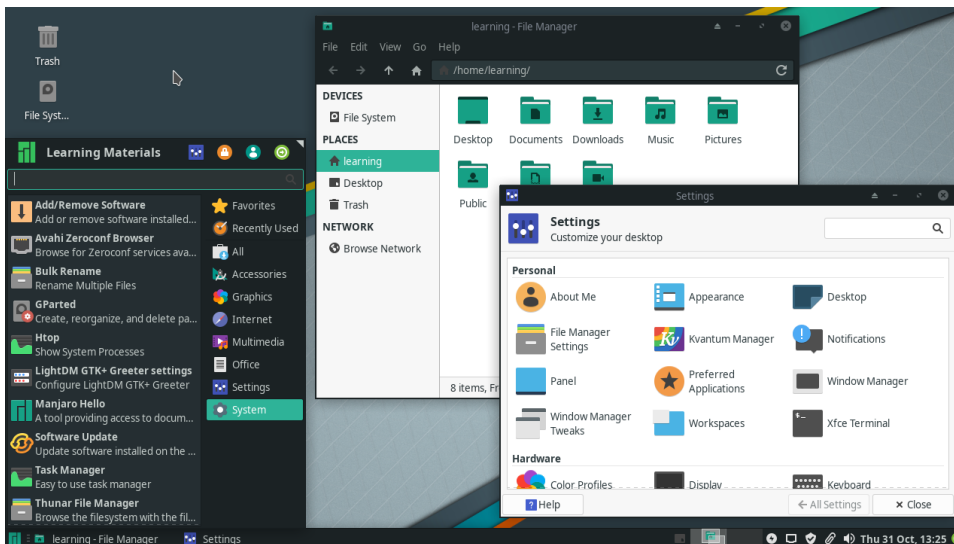 Trash
File Syst...
Learning Materials
Add/Remove Software
Add or remove software installed...
Avahi Zeroconf Browser
Browse for Zeroconf services ava...
Bulk Rename
Rename Multiple Files
GParted
Create, reorganize, and delete pa...
Htop
Show System Processes
LightDM GTK+ Greeter settings
Configure LightDM GTK+ Greeter
Manjaro Hello
A tool providing access to docum...
Software Update
Update software installed on the ...
Task Manager
Easy to use task manager
Thunar File Manager
Browse the filesystem with the fil...
Favorites
Recently Used
All
Accessories
Graphics
Internet
Multimedia
Office
Settings
System
learning - File Manager
File Edit View Go Help
/home/learning/
DEVICES
File System
PLACES
learning
Desktop
Trash
NETWORK
Browse Network
Desktop Documents Downloads Music Pictures
Public
8 items, Fr
Settings
Settings
Customize your desktop
Personal
About Me
Appearance
Desktop
File Manager
Settings
Kvantum Manager
Notifications
Panel
Preferred
Applications
Window Manager
Window Manager
Tweaks
Workspaces
Xfce Terminal
Hardware
Color Profiles
Display
Keyboard
Help
All Settings
Close
learning - File Manager
Settings
Thu 31 Oct, 13:25